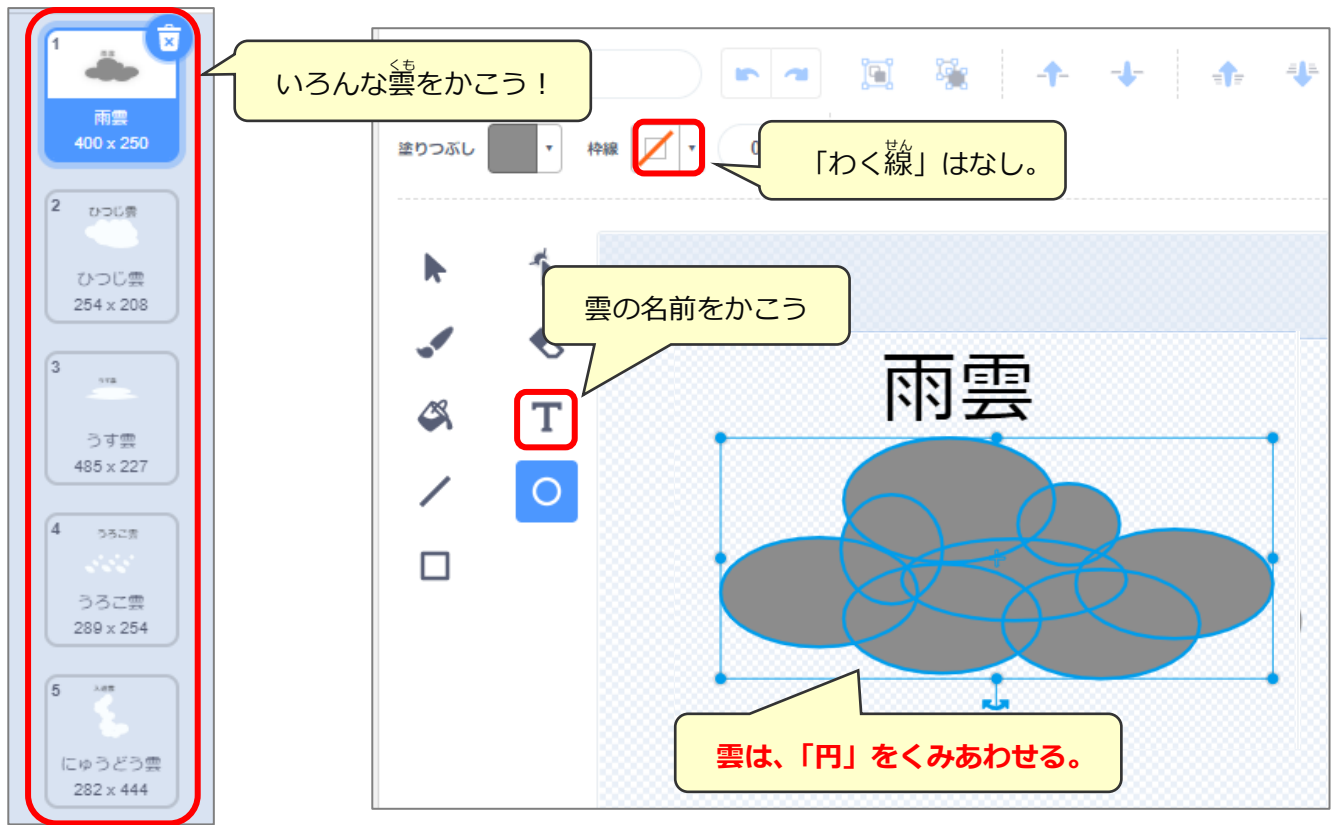 1
雨雲
400 x 250
2
ひつじ雲
ひつじ雲
254 x 208
3
うす雲
485 x 227
4
うろこ雲
うろこ雲
289 x 254
5
入道雲
にゅうどう雲
282 x 444
くも
いろんな雲をかこう！
塗りつぶし
枠線
0
せん
「わく線」はなし。
雲の名前をかこう
T
雨雲
雲は、「円」をくみあわせる。